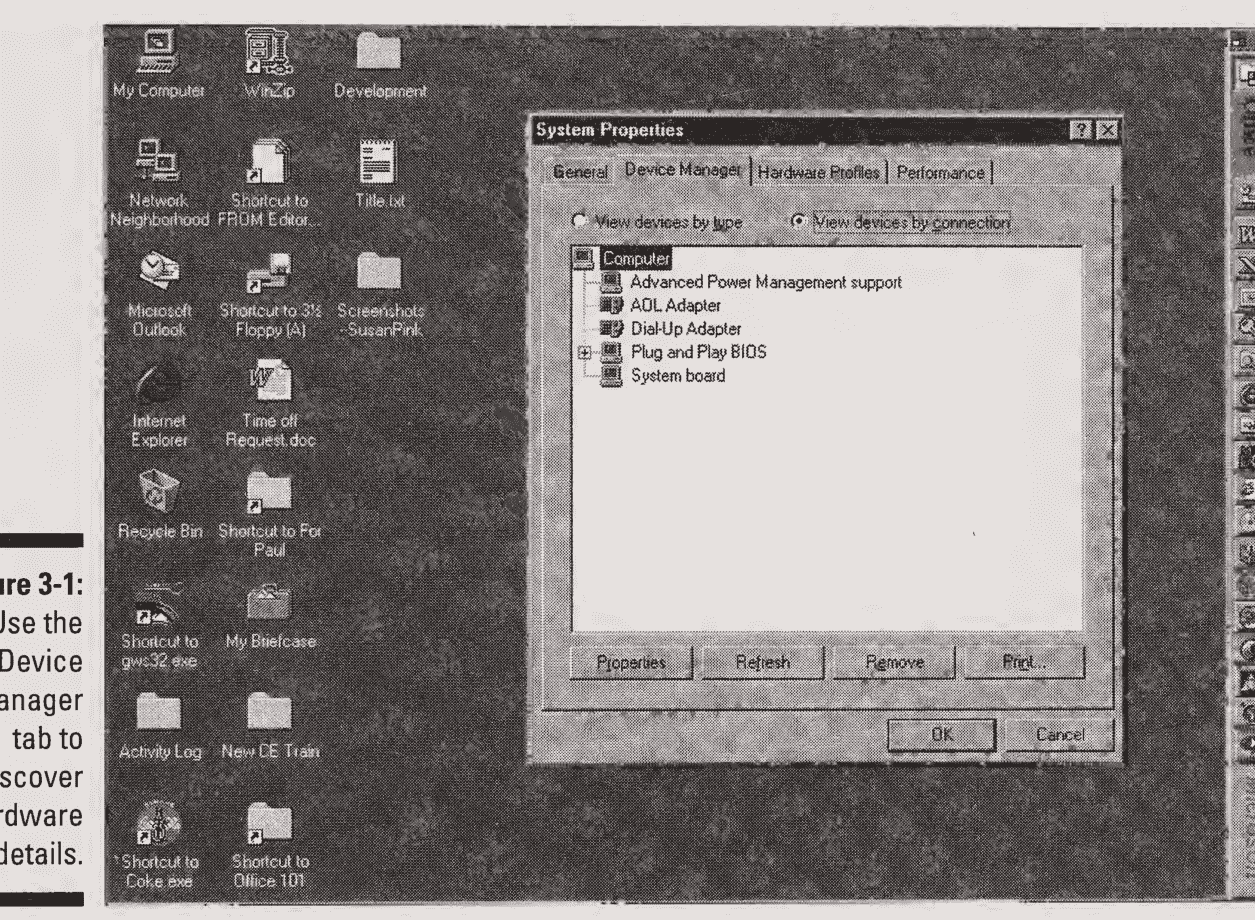 My Computer
WinZip
Development
Network
Neighborhood
Shortcut to
FROM Editor...
Title.txt
Microsoft
Outlook
Shortcut to 3½
Floppy (A)
Screenshots
-SusanPink
Internet
Explorer
Time off
Request.doc
Recycle Bin
Shortcut to For
Paul
Shortcut to
gws32.exe
My Briefcase
Activity Log
New CE Train
Shortcut to
Coke.exe
Shortcut to
Office 101
System Properties
General
Device Manager
Hardware Profiles
Performance
View devices by type
View devices by connection
Computer
Advanced Power Management support
AOL Adapter
Dial-Up Adapter
Plug and Play BIOS
System board
Properties
Refresh
Remove
Print...
OK
Cancel
ure 3-1:
Use the
Device
anager
tab to
scover
rdware
details.